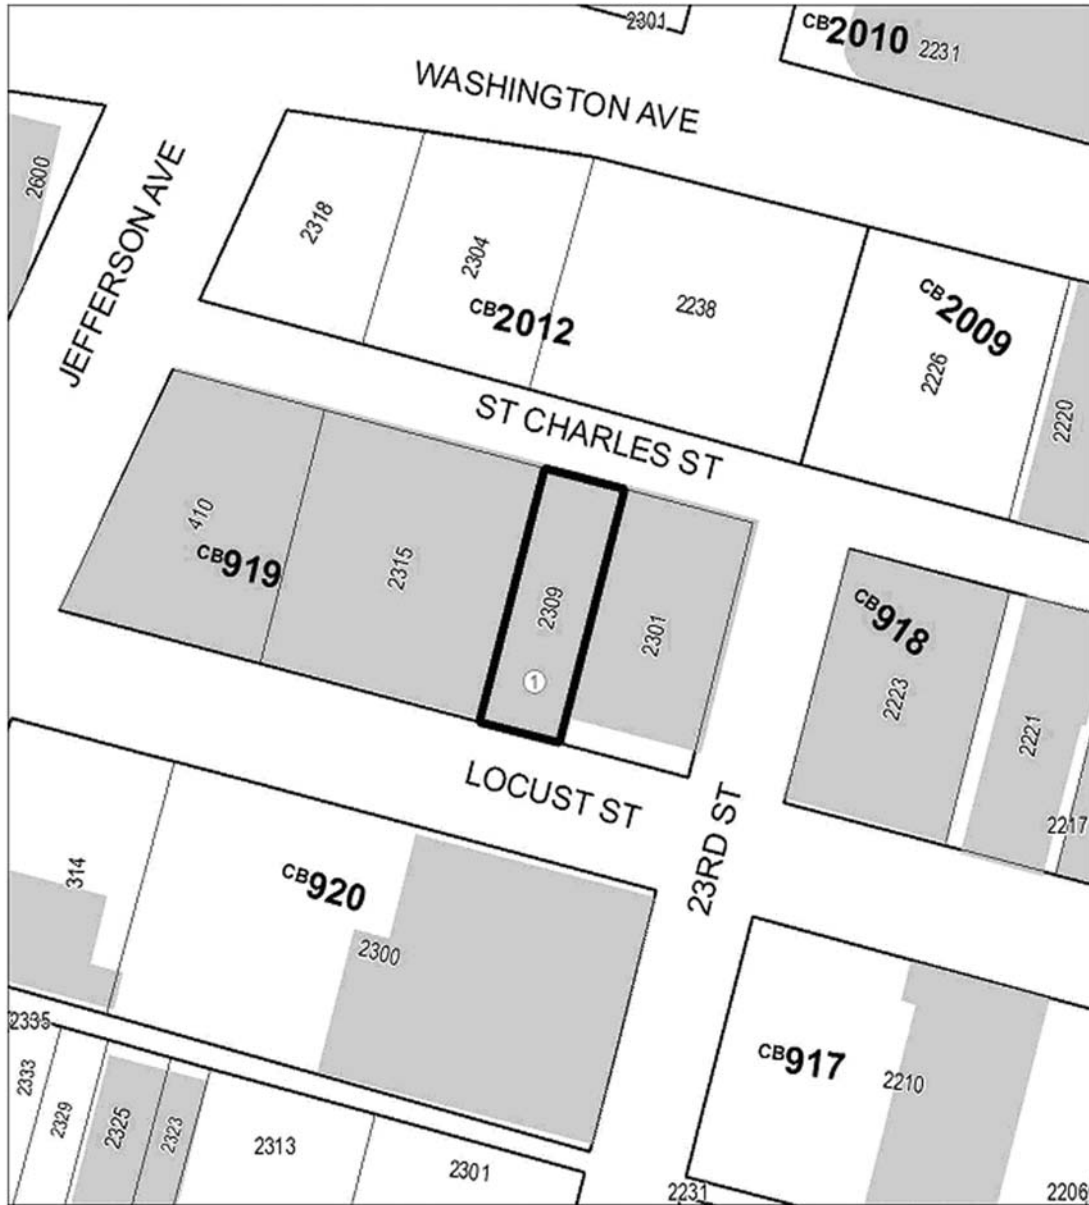 2301
CB2010
2231
WASHINGTON AVE
2600
JEFFERSON AVE
2318
2304
CB2012
2238
CB2009
2226
2220
ST CHARLES ST
410
CB919
2315
2309
1
2301
CB918
2223
2221
2217
LOCUST ST
23RD ST
314
CB920
2300
2335
2333
2329
2325
2323
2313
2301
CB917
2210
2231
2206